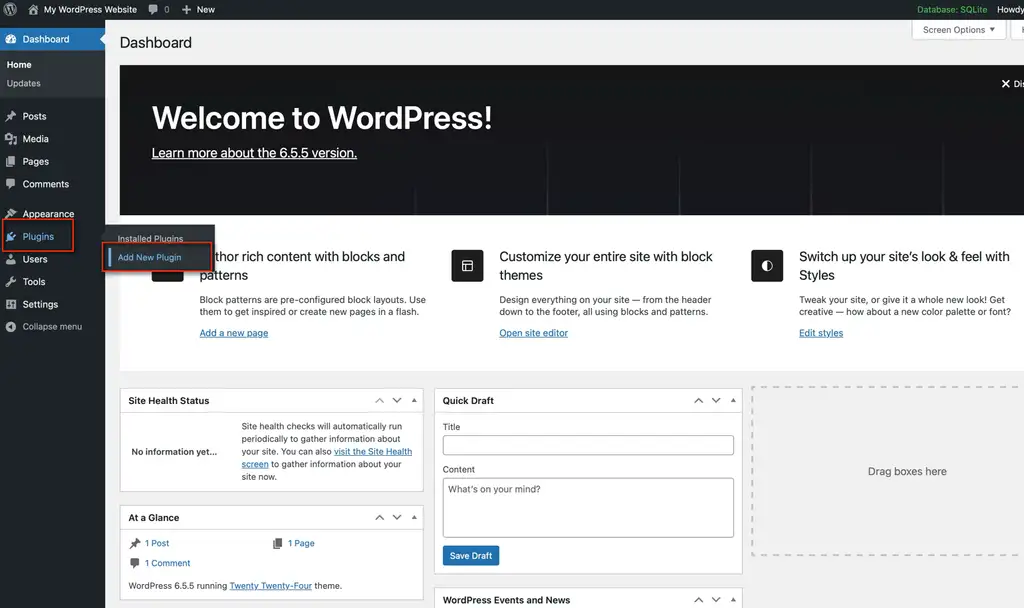 My WordPress Website 0 New Database: SQLite Howdy
Dashboard
Home
Updates
Posts
Media
Pages
Comments
Appearance
Plugins
Users
Tools
Settings
Collapse menu
Installed Plugins
Add New Plugin
Dashboard
Screen Options
Welcome to WordPress!
Learn more about the 6.5.5 version.
Dis
thor rich content with blocks and
patterns
Block patterns are pre-configured block layouts. Use
them to get inspired or create new pages in a flash.
Add a new page
Customize your entire site with block
themes
Design everything on your site — from the header
down to the footer, all using blocks and patterns.
Open site editor
Switch up your site’s look & feel with
Styles
Tweak your site, or give it a whole new look! Get
creative — how about a new color palette or font?
Edit styles
Site Health Status
No information yet...
Site health checks will automatically run
periodically to gather information about
your site. You can also visit the Site Health
screen to gather information about your
site now.
At a Glance
1 Post
1 Page
1 Comment
WordPress 6.5.5 running Twenty Twenty-Four theme.
Quick Draft
Title
Content
What’s on your mind?
Save Draft
WordPress Events and News
Drag boxes here